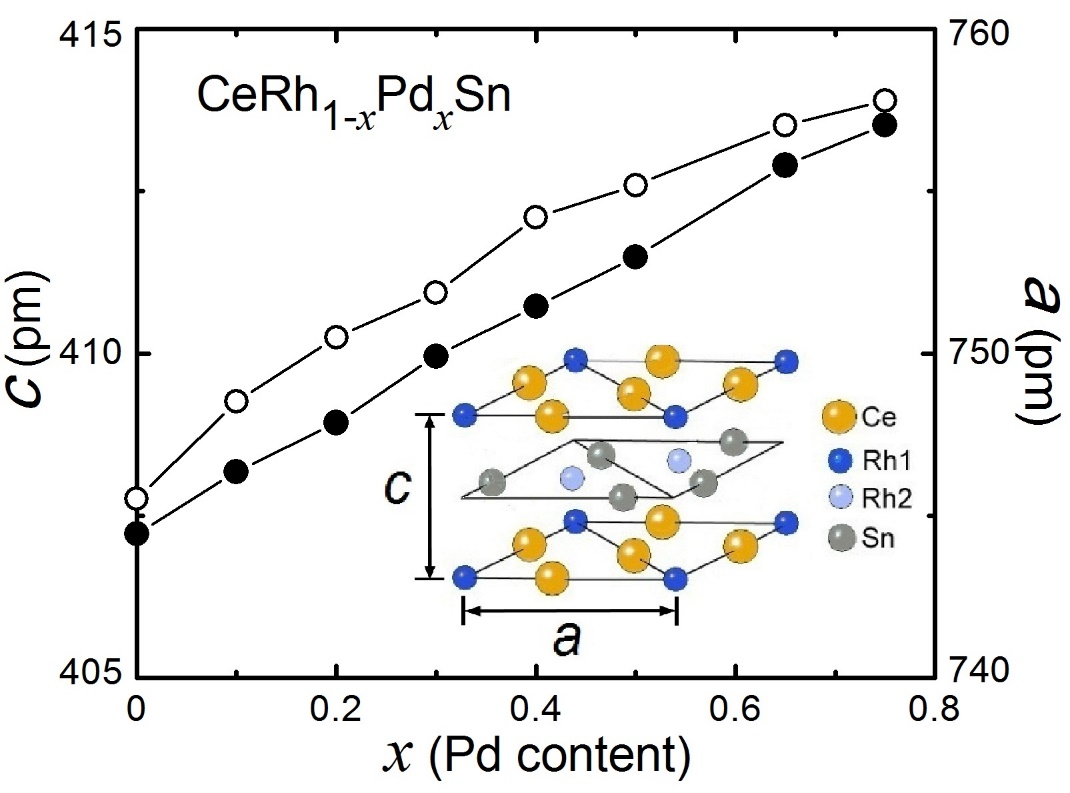 415
760
CeRh1-xPdxSn
c (pm)
410
750
a (pm)
Ce
Rh1
Rh2
Sn
c
a
405
740
0
0.2
0.4
0.6
0.8
x (Pd content)